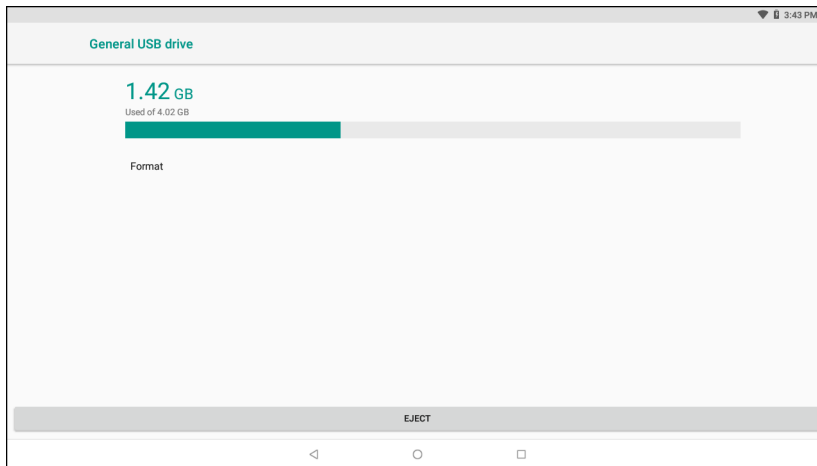 3:43 PM
General USB drive
1.42 GB
Used of 4.02 GB
Format
EJECT